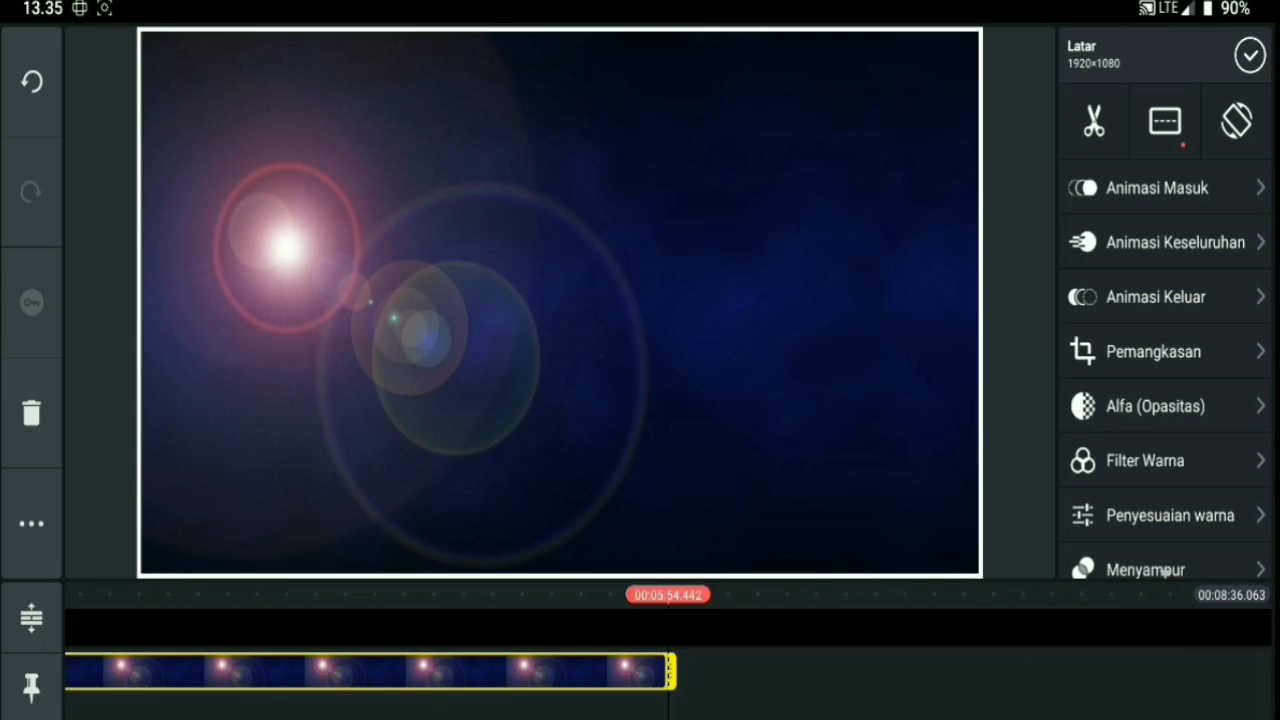 13.35
LTE
90%
Latar
1920×1080
Animasi Masuk
Animasi Keseluruhan
Animasi Keluar
Pemangkasan
Alfa (Opasitas)
Filter Warna
Penyesuaian warna
Menyampur
00:05:54.442
00:08:36.063